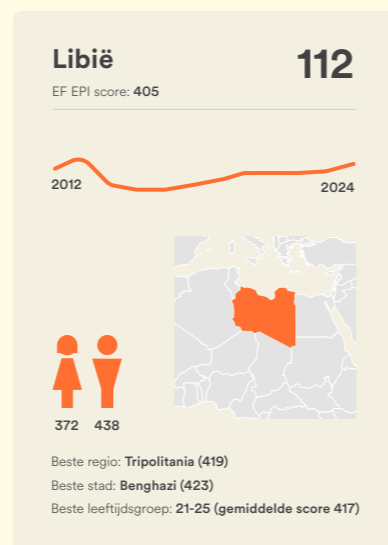 Libië
112
EF EPI score: 405
2012
2024
372 438
Beste regio: Tripolitania (419)
Beste stad: Benghazi (423)
Beste leeftijdsgroep: 21-25 (gemiddelde score 417)